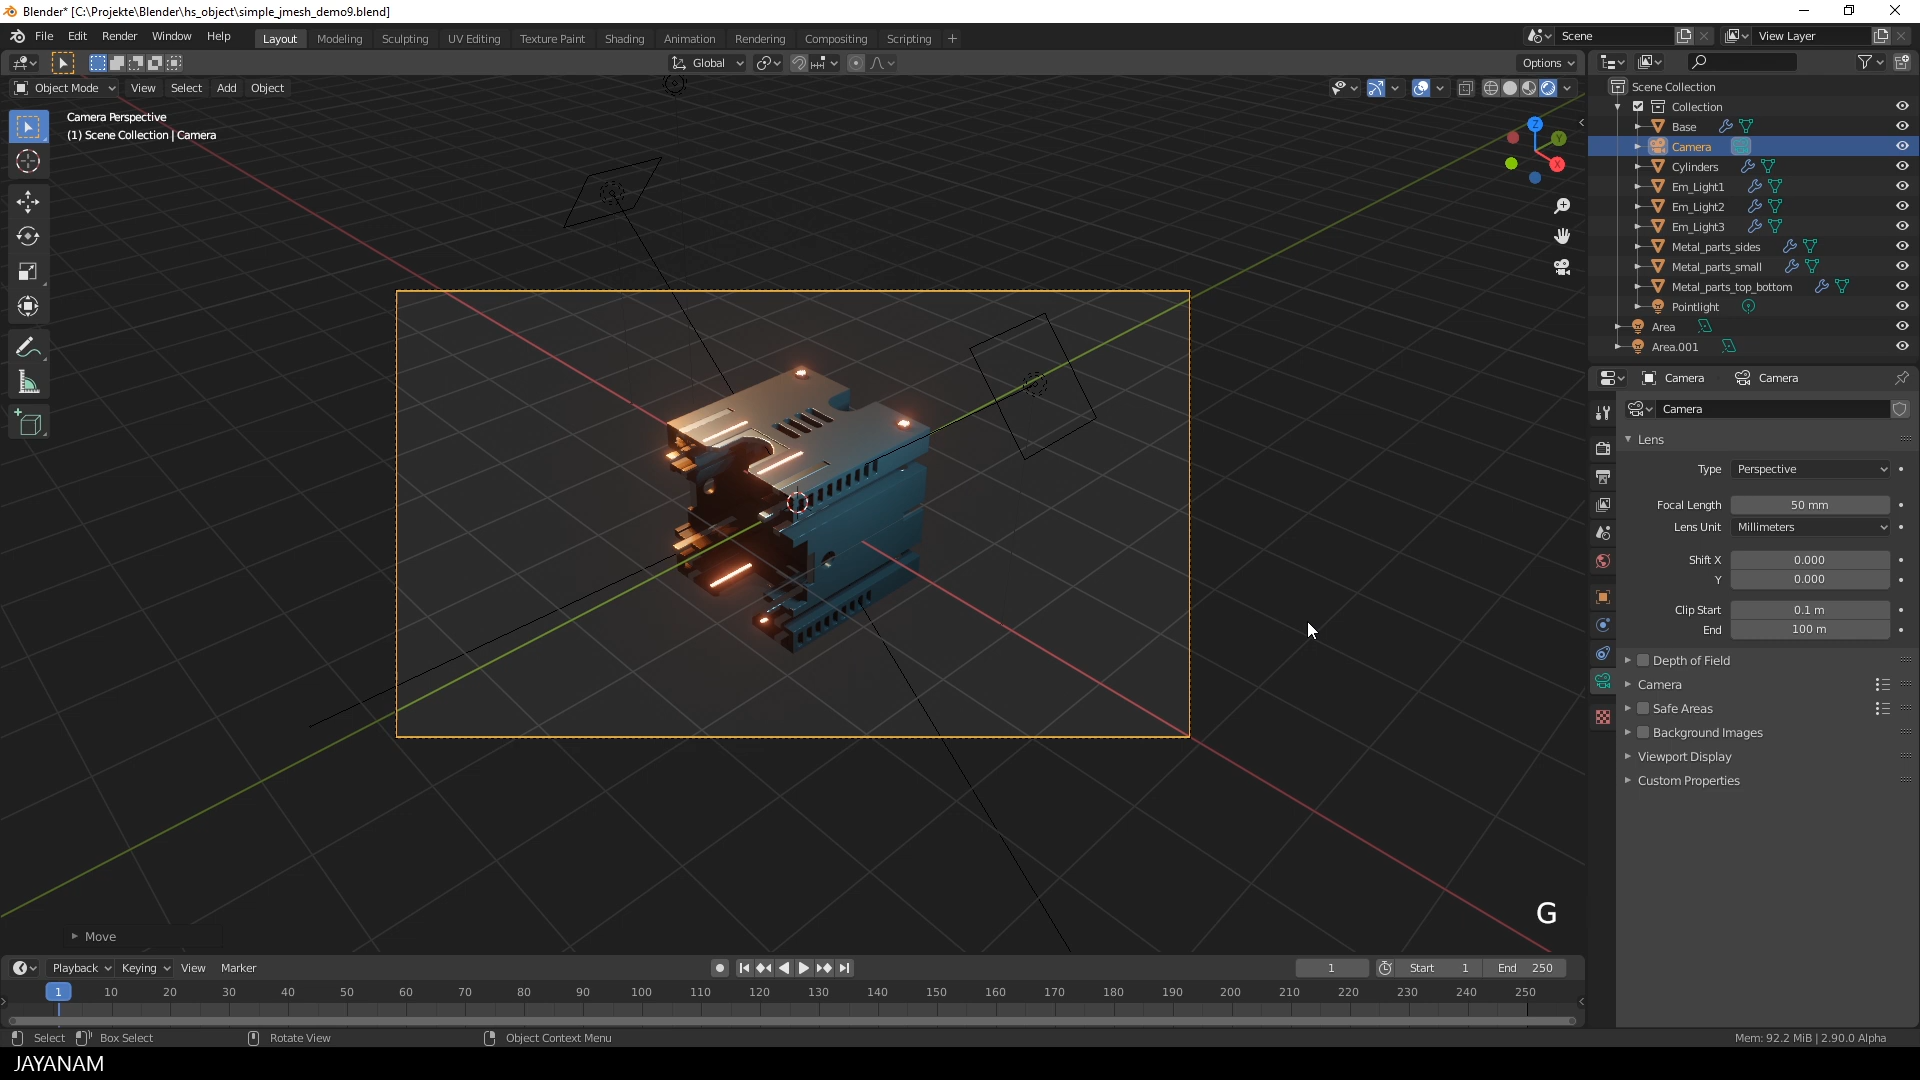 Blender* [C:\Projekte\Blender\hs_object\simple_jmesh_demo9.blend]
File Edit Render Window Help Layout Modeling Sculpting UV Editing Texture Paint Shading Animation Rendering Compositing Scripting + Scene View Layer
Global Options
Object Mode View Select Add Object
Camera Perspective
(1) Scene Collection | Camera
Z
Y
X
Scene Collection
Collection
Base
Camera
Cylinders
Em_Light1
Em_Light2
Em_Light3
Metal_parts_sides
Metal_parts_small
Metal_parts_top_bottom
Pointlight
Area
Area.001
Camera Camera
Camera
Lens
Type Perspective
Focal Length 50 mm
Lens Unit Millimeters
Shift X 0.000
Y 0.000
Clip Start 0.1 m
End 100 m
Depth of Field
Camera
Safe Areas
Background Images
Viewport Display
Custom Properties
G
Move
Playback Keying View Marker 1 Start 1 End 250
1 10 20 30 40 50 60 70 80 90 100 110 120 130 140 150 160 170 180 190 200 210 220 230 240 250
Select Box Select Rotate View Object Context Menu Mem: 92.2 MiB | 2.90.0 Alpha
JAYANAM